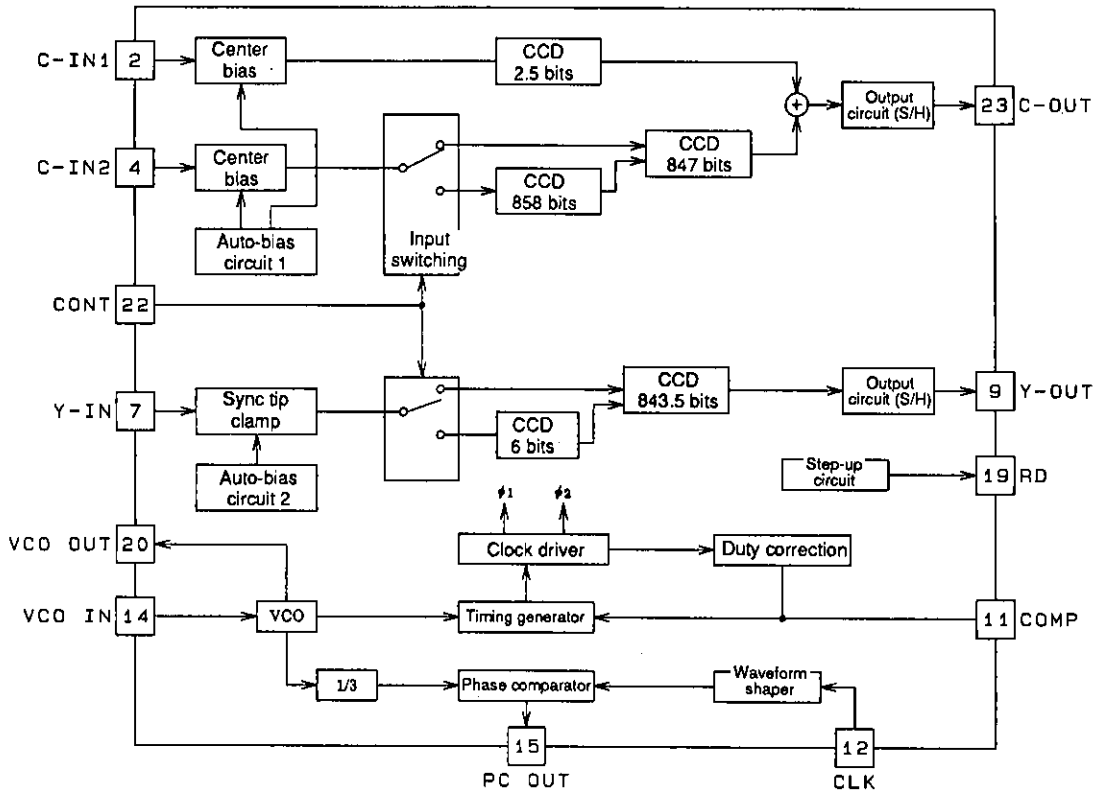 C-IN1
2
Center
bias
CCD
2.5 bits
+
Output
circuit (S/H)
23
C-OUT
C-IN2
4
Center
bias
CCD
858 bits
CCD
847 bits
Auto-bias
circuit 1
Input
switching
CONT
22
Y-IN
7
Sync tip
clamp
CCD
6 bits
CCD
843.5 bits
Output
circuit (S/H)
9
Y-OUT
Auto-bias
circuit 2
Step-up
circuit
19
RD
ϕ1
ϕ2
VCO OUT
20
Clock driver
Duty correction
VCO IN
14
VCO
Timing generator
11
COMP
1/3
Phase comparator
Waveform
shaper
15
12
PC OUT
CLK